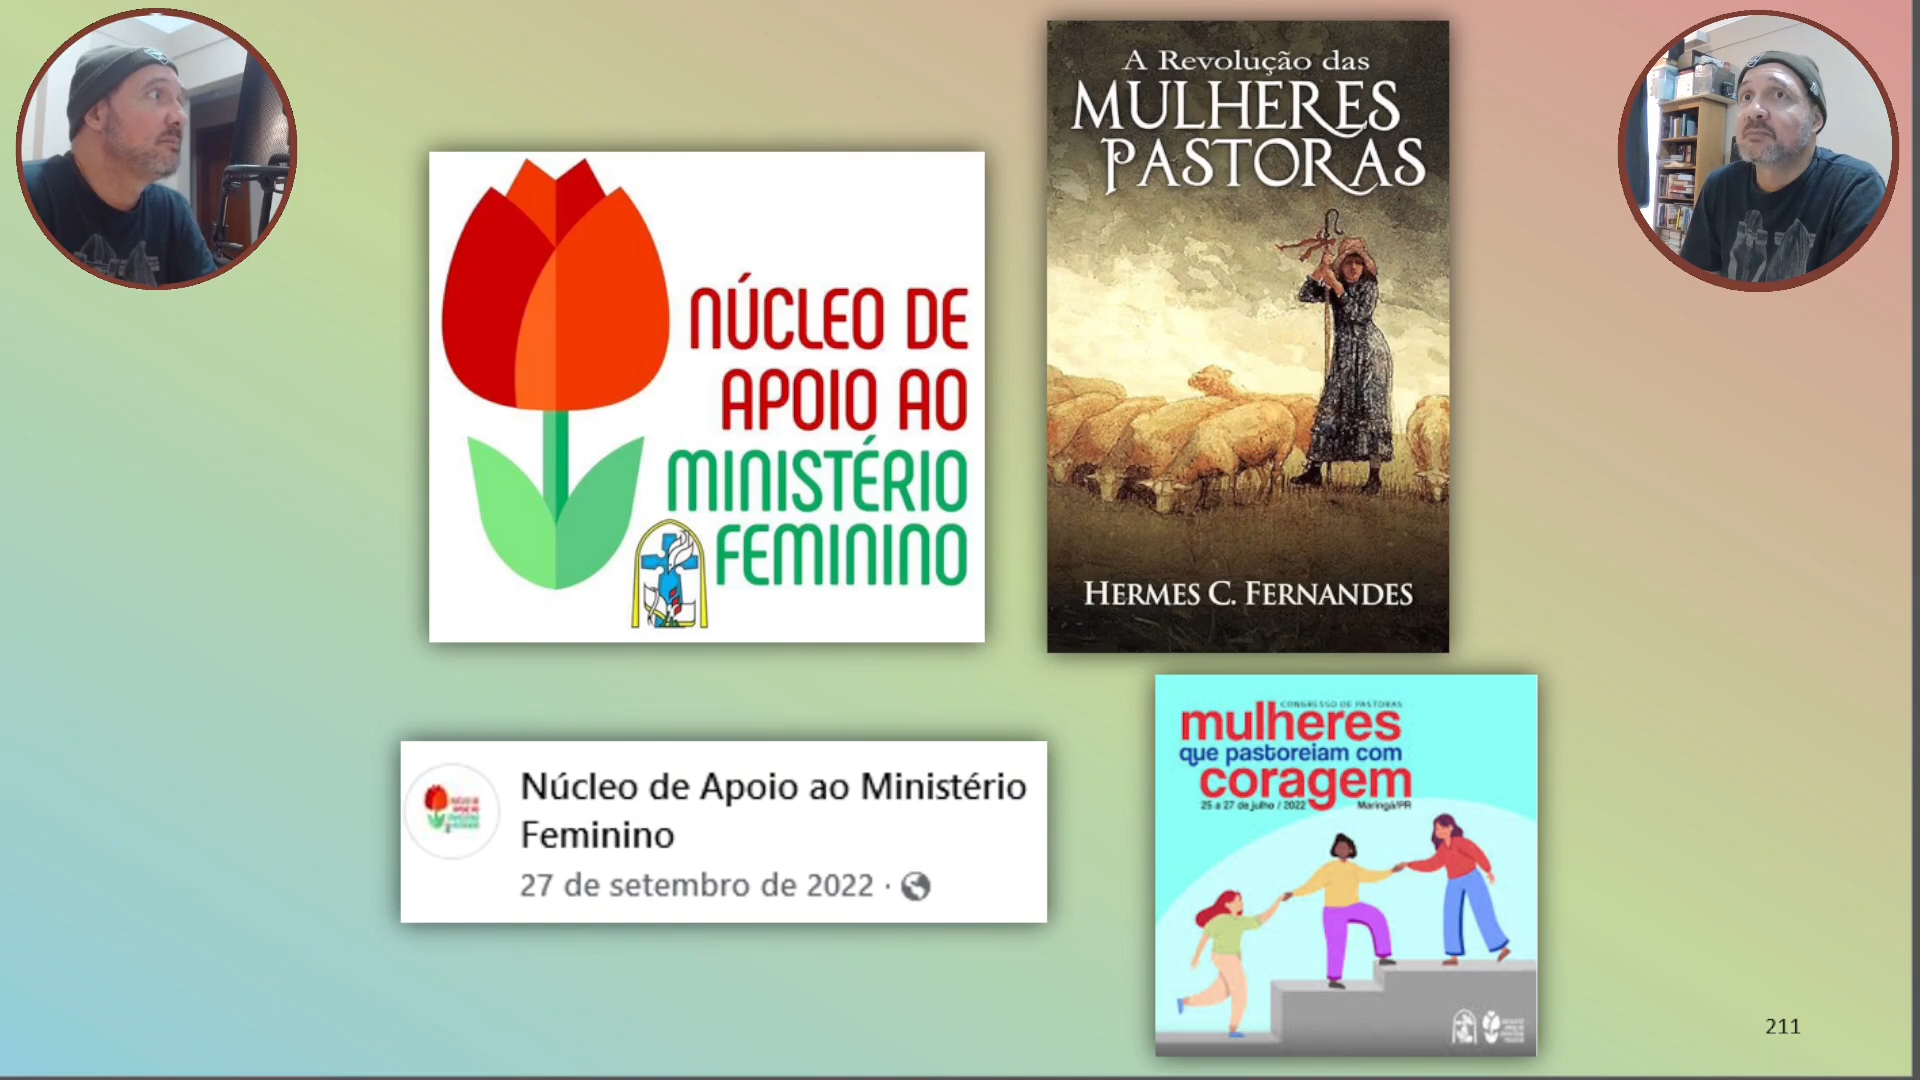 NÚCLEO DE
APOIO AO
MINISTÉRIO
FEMININO
A Revolução das
MULHERES
PASTORAS
HERMES C. FERNANDES
Núcleo de Apoio ao Ministério
Feminino
27 de setembro de 2022 ·
CONGRESSO DE PASTORAS
mulheres
que pastoreiam com
coragem
25 a 27 de julho / 2022 Maringá/PR
211